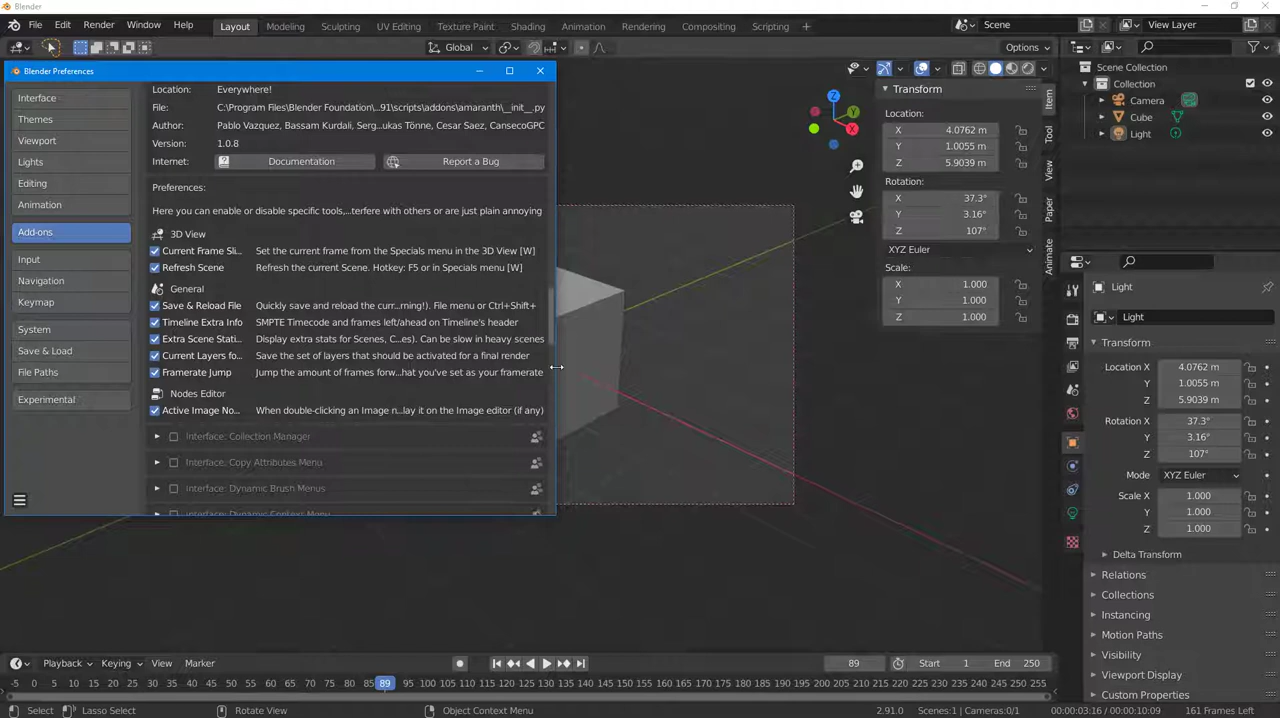 Blender
File Edit Render Window Help Layout Modeling Sculpting UV Editing Texture Paint Shading Animation Rendering Compositing Scripting + Scene View Layer
Global Options
Blender Preferences
Interface
Themes
Viewport
Lights
Editing
Animation
Add-ons
Input
Navigation
Keymap
System
Save & Load
File Paths
Experimental
Location: Everywhere!
File: C:\Program Files\Blender Foundation\...91\scripts\addons\amaranth\__init__.py
Author: Pablo Vazquez, Bassam Kurdali, Serg...ukas Tönne, Cesar Saez, CansecoGPC
Version: 1.0.8
Internet: Documentation Report a Bug
Preferences:
Here you can enable or disable specific tools,...terfere with others or are just plain annoying
3D View
Current Frame Sli... Set the current frame from the Specials menu in the 3D View [W]
Refresh Scene Refresh the current Scene. Hotkey: F5 or in Specials menu [W]
General
Save & Reload File Quickly save and reload the curr...rning!). File menu or Ctrl+Shift+
Timeline Extra Info SMPTE Timecode and frames left/ahead on Timeline's header
Extra Scene Stati... Display extra stats for Scenes, C...es). Can be slow in heavy scenes
Current Layers fo... Save the set of layers that should be activated for a final render
Framerate Jump Jump the amount of frames forw...hat you've set as your framerate
Nodes Editor
Active Image No... When double-clicking an Image n...lay it on the Image editor (if any)
Interface: Collection Manager
Interface: Copy Attributes Menu
Interface: Dynamic Brush Menus
Interface: Dynamic Context Menu
Z
Y
X
Transform
Location:
X 4.0762 m
Y 1.0055 m
Z 5.9039 m
Rotation:
X 37.3°
Y 3.16°
Z 107°
XYZ Euler
Scale:
X 1.000
Y 1.000
Z 1.000
Item
Tool
View
Paper
Animate
Scene Collection
Collection
Camera
Cube
Light
Light
Light
Transform
Location X 4.0762 m
Y 1.0055 m
Z 5.9039 m
Rotation X 37.3°
Y 3.16°
Z 107°
Mode XYZ Euler
Scale X 1.000
Y 1.000
Z 1.000
Delta Transform
Relations
Collections
Instancing
Motion Paths
Visibility
Viewport Display
Custom Properties
Playback Keying View Marker 89 Start 1 End 250
-5 0 5 10 15 20 25 30 35 40 45 50 55 60 65 70 75 80 85 89 95 100 105 110 115 120 125 130 135 140 145 150 155 160 165 170 175 180 185 190 195 200 205 210 215 220 225 230 235 240 245 250 255
Select Lasso Select Rotate View Object Context Menu 2.91.0 Scenes:1 | Cameras:0/1 00:00:03:16 / 00:00:10:09 161 Frames Left